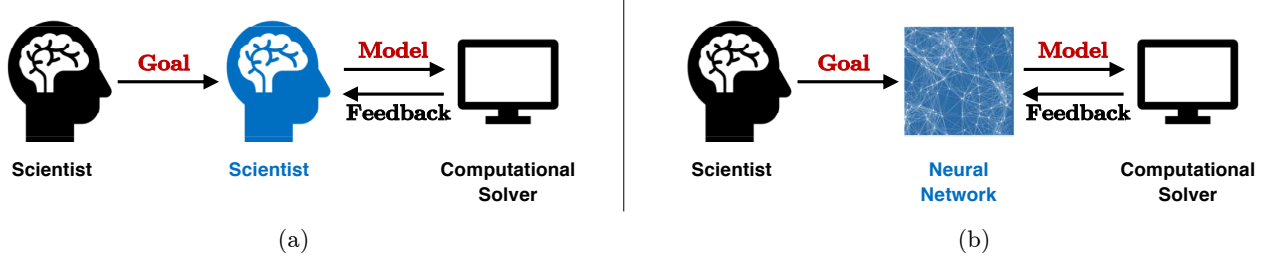 Goal
Model
Feedback
Scientist
Scientist
Computational
Solver
(a)
Goal
Model
Feedback
Scientist
Neural
Network
Computational
Solver
(b)